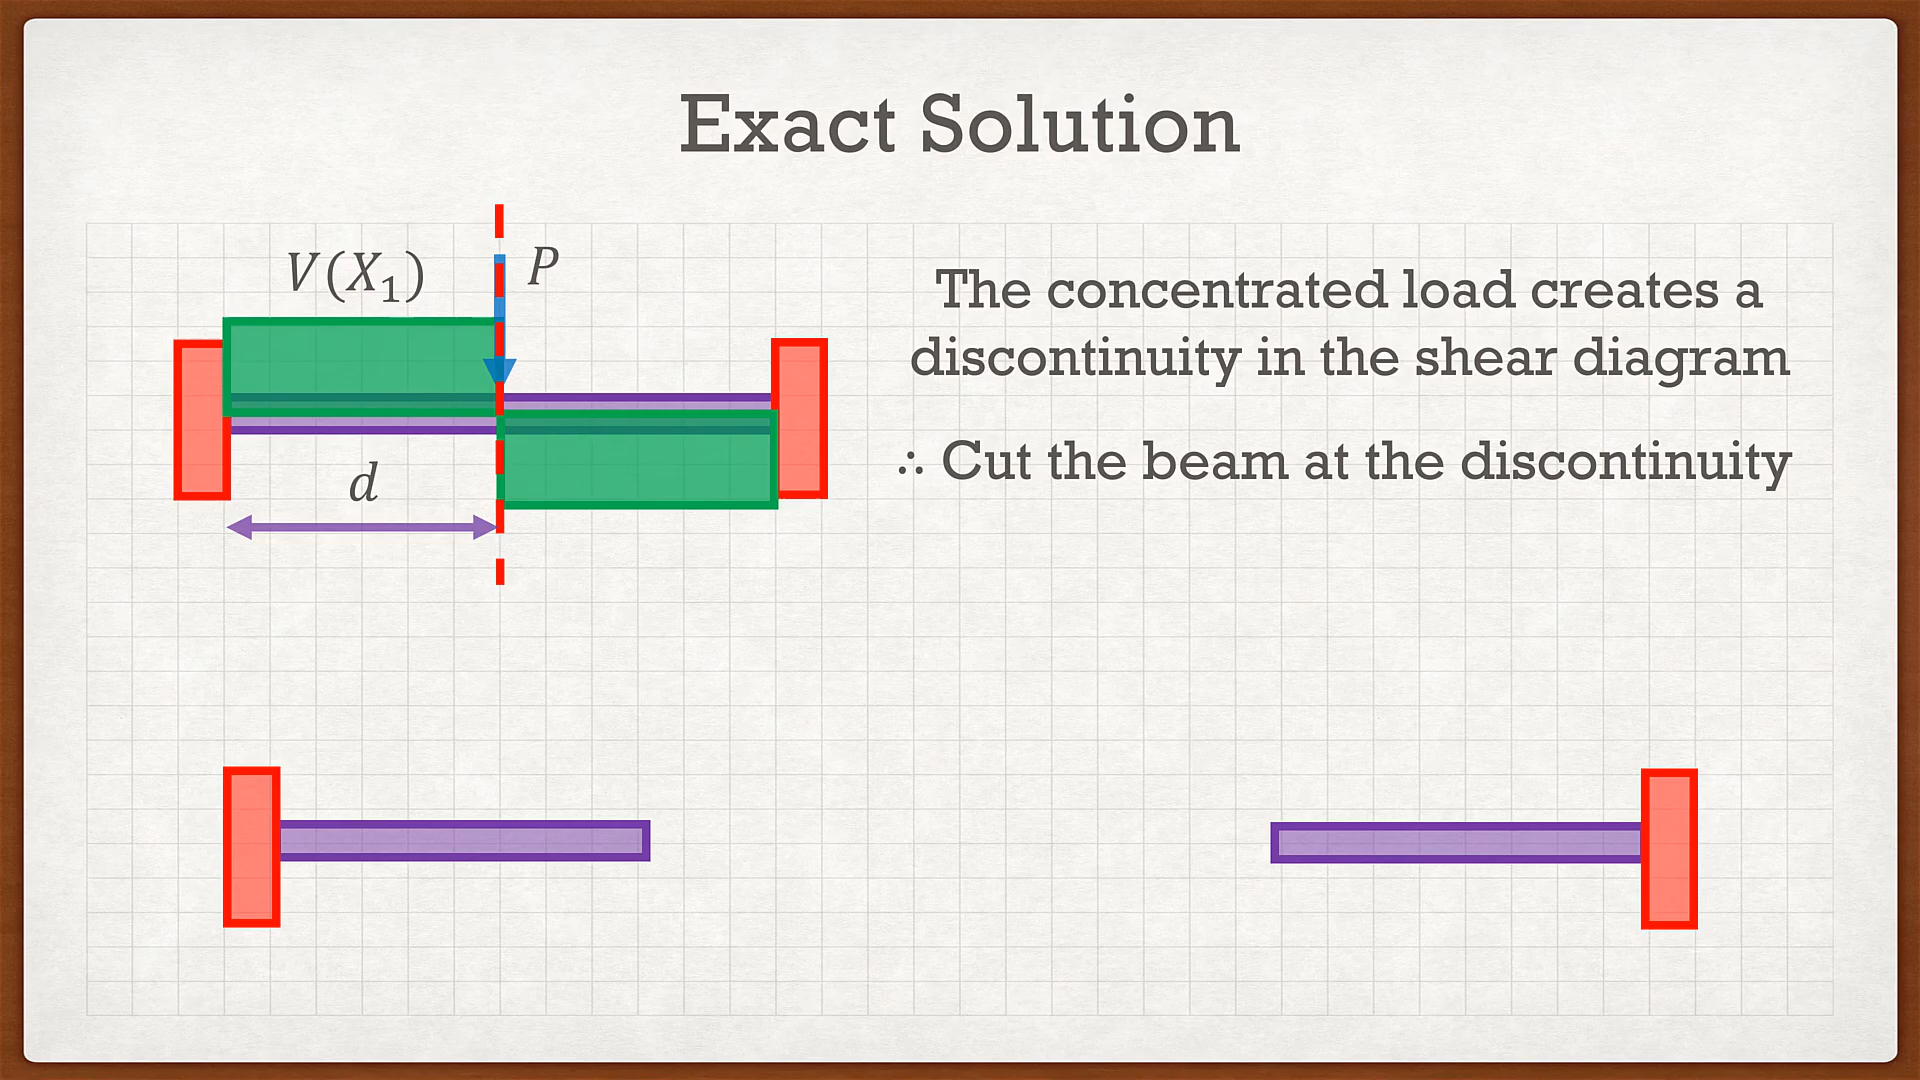 Exact Solution
V(X₁)
P
d
The concentrated load creates a
discontinuity in the shear diagram
∴ Cut the beam at the discontinuity